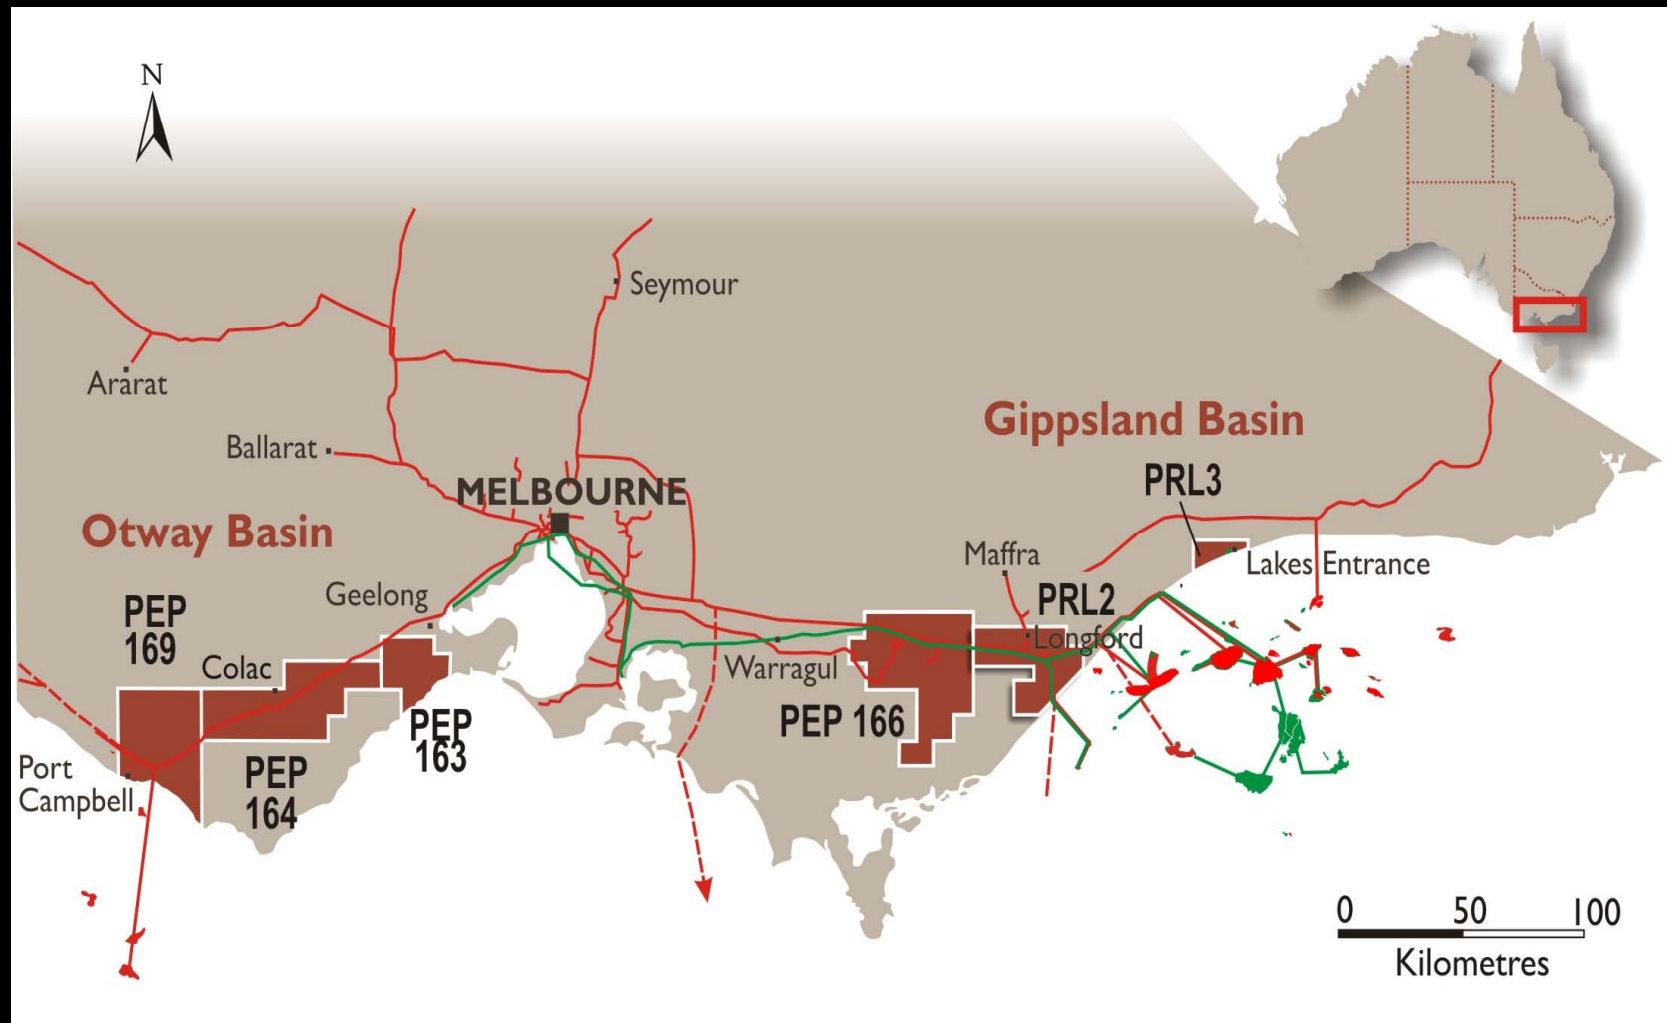 N
Seymour
Ararat
Gippsland Basin
Ballarat
PRL3
MELBOURNE
Otway Basin
Maffra
Lakes Entrance
Geelong
PRL2
PEP
169
Longford
Colac
Warragul
PEP 166
PEP
163
Port
Campbell
PEP
164
0 50 100
Kilometres